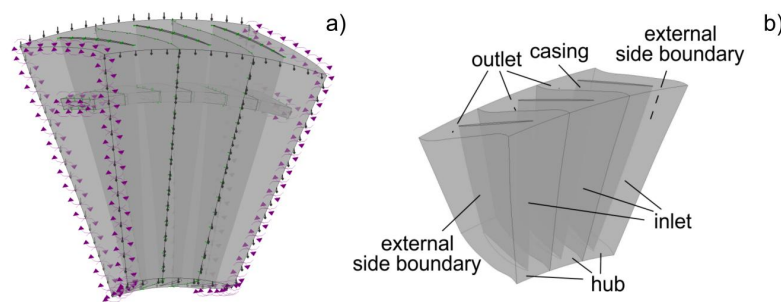 a)
b)
external
side boundary
casing
outlet
inlet
external
side boundary
hub